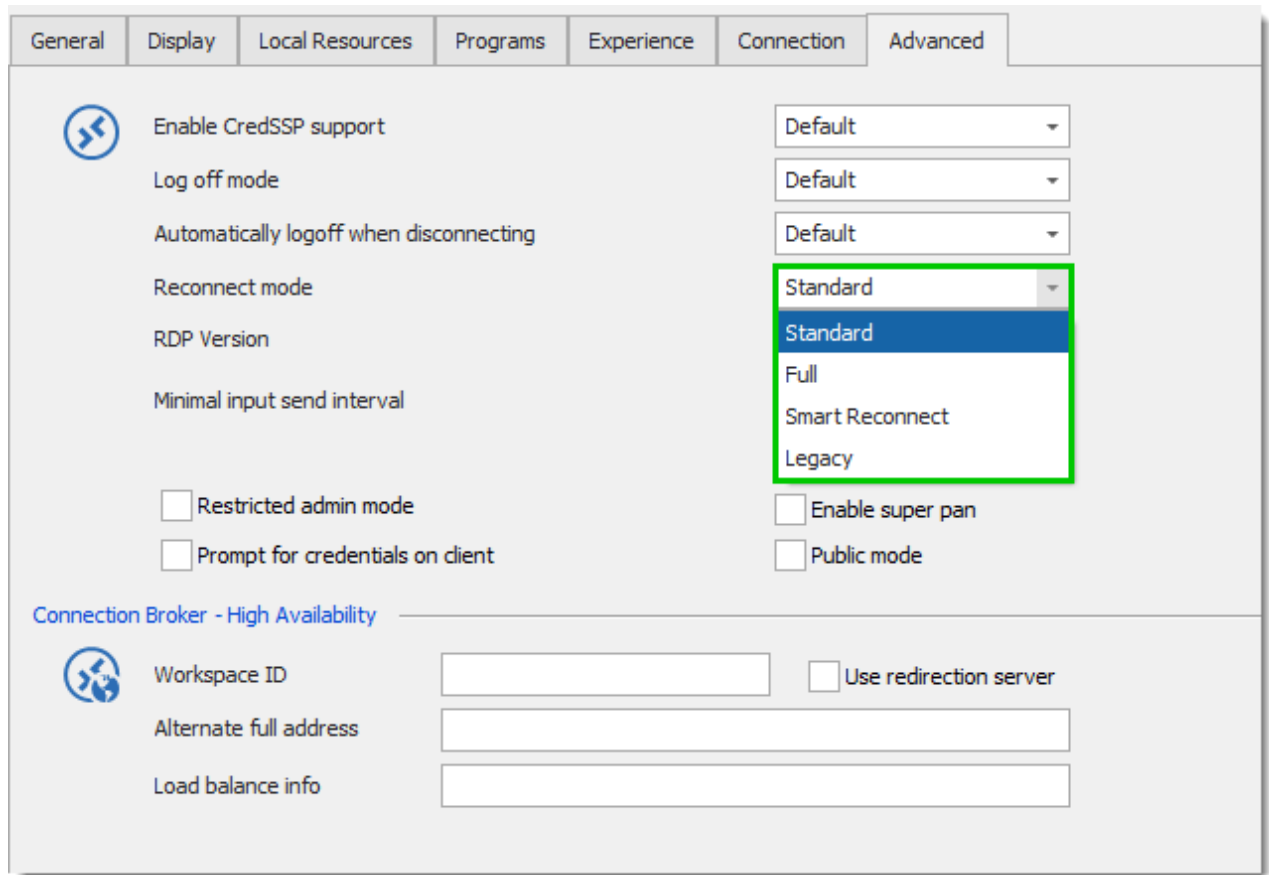 General Display Local Resources Programs Experience Connection Advanced
Enable CredSSP support Default
Log off mode Default
Automatically logoff when disconnecting Default
Reconnect mode Standard
RDP Version Standard
Full
Minimal input send interval
Smart Reconnect
Legacy
Restricted admin mode Enable super pan
Prompt for credentials on client Public mode
Connection Broker - High Availability
Workspace ID Use redirection server
Alternate full address
Load balance info